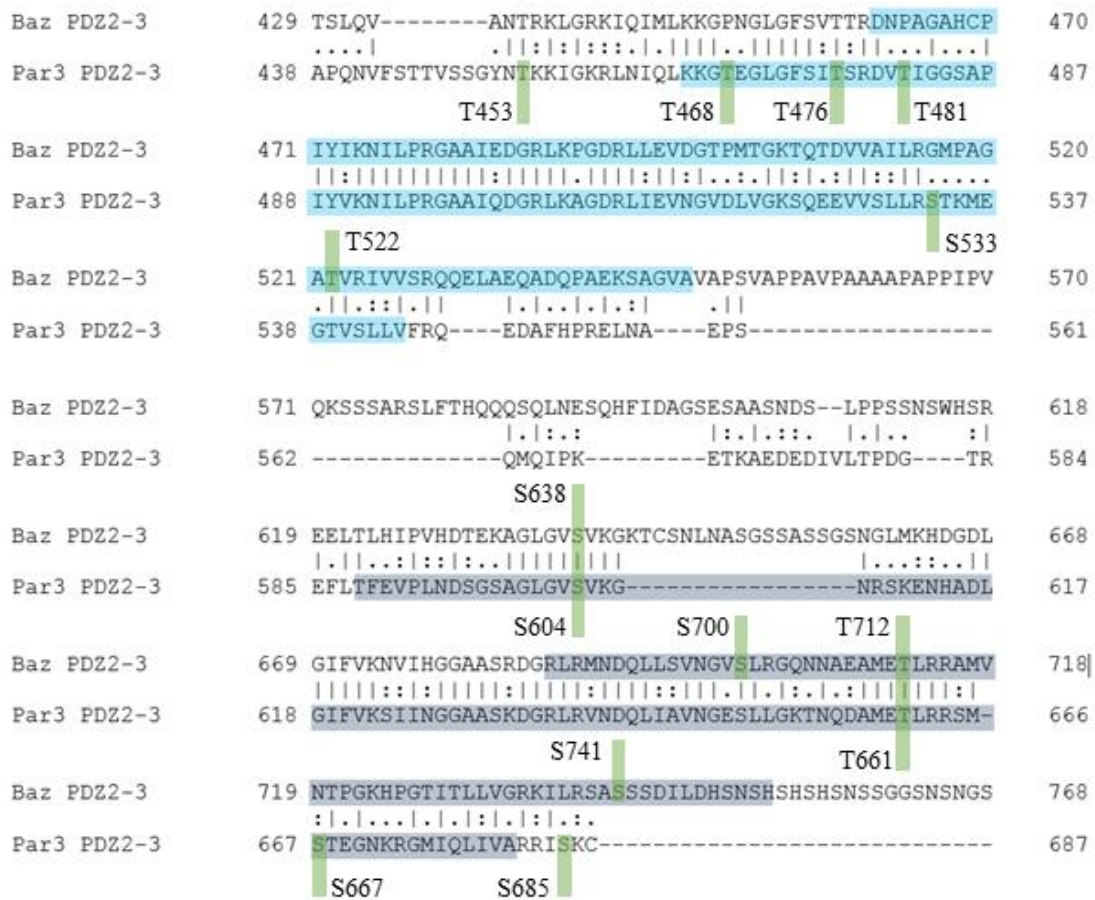 Baz PDZ2-3 429 TSLQV--------ANTRKLGRKIQIMLKKGPNGLGFSVTTRDNPAGAHCP 470
....| .||:|:::.|.||||..||||||:|:||...|...|
Par3 PDZ2-3 438 APQNVFSTTVSSGYNTKKIGKRLNIQLKKGTEGLGFSITSRDVTIGGSAP 487
T453 T468 T476 T481
Baz PDZ2-3 471 IYIKNILPRGAAIEDGRLKPGDRLLEVDGTPMTGKTQTDVVAILRGMPAG 520
||:||||||||||:|||||.||||:||:|..:.|||:.:||:::||.....
Par3 PDZ2-3 488 IYVKNILPRGAAIQDGRLKAGDRLIEVNGVDLVGKSQEEVVSLLRSTKME 537
T522 S533
Baz PDZ2-3 521 ATVRIVVSRQQELAEQADQPAEKSAGVAVAPSVAPPAVPAAAAPAPPIPV 570
.||.::|.|| |.|.|.|.:| .||
Par3 PDZ2-3 538 GTVSLLVFRQ----EDAFHPRELNA----EPS------------------ 561
Baz PDZ2-3 571 QKSSSARSLFTHQQQSQLNESQHFIDAGSESAASNDS--LPPSSNSWHSR 618
|.|:.: |:.|.::. |.|.. :|
Par3 PDZ2-3 562 --------------QMQIPK---------ETKAEDEDIVLTPDG----TR 584
S638
Baz PDZ2-3 619 EELTLHIPVHDTEKAGLGVSVKGKTCSNLNASGSSASSGSNGLMKHDGDL 668
|.||..:|::|:..||||||||| |...::.||
Par3 PDZ2-3 585 EFLTFEVPLNDSGSAGLGVSVKG----------------NRSKENHADL 617
S604 S700 T712
Baz PDZ2-3 669 GIFVKNVIHGGAASRDGRLRMNDQLLSVNGVSLRGQNNAEAMETLRRAMV 718
|||||::|:|||||:||||:||||::|||.||.|:.|.:||||||||:|
Par3 PDZ2-3 618 GIFVKSIINGGAASKDGRLRVNDQLIAVNGESLLGKTNQDAMETLRRSM- 666
S741 T661
Baz PDZ2-3 719 NTPGKHPGTITLLVGRKILRSASSSDILDHSNSHSHSHSNSSGGSNSNGS 768
:|.|...|.|.|:|.|:|.:.
Par3 PDZ2-3 667 STEGNKRGMIQLIVARRISKC----------------------------- 687
S667 S685